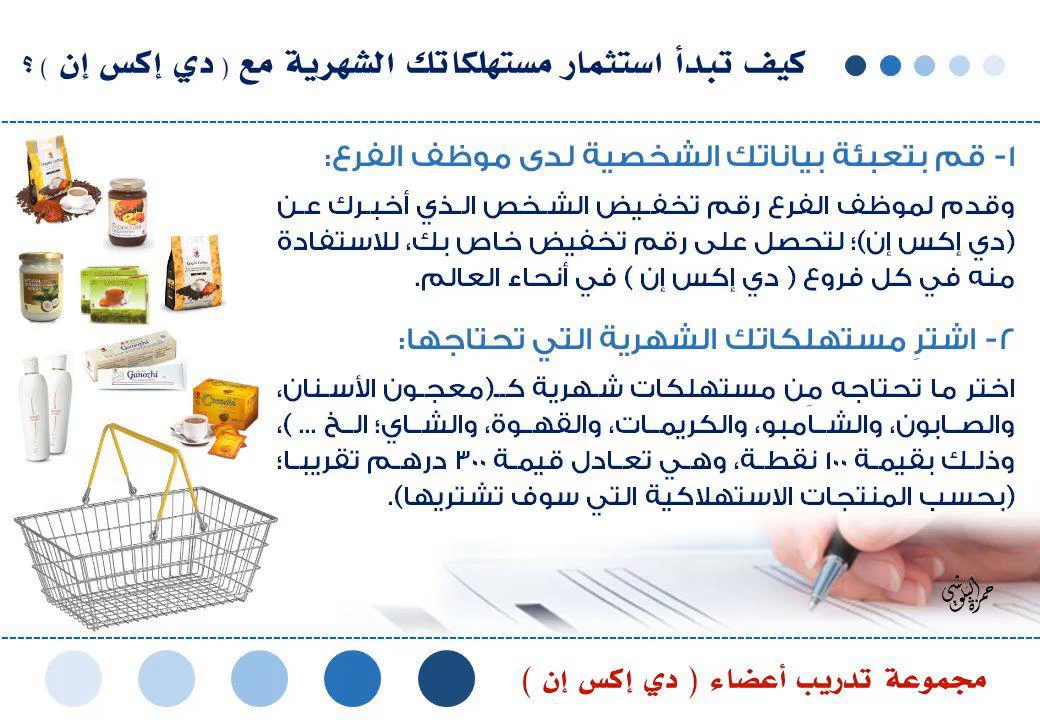 كيف تبدأ استثمار مستهلكاتك الشهرية مع ( دي إكس إن ) ؟
١- قم بتعبئة بياناتك الشخصية لدى موظف الفرع:
وقدم لموظف الفرع رقم تخفيض الشخص الذي أخبرك عن
(دي إكس إن)؛ لتحصل على رقم تخفيض خاص بك، للاستفادة
منه في كل فروع ( دي إكس إن ) في أنحاء العالم.
٢- اشترِ مستهلكاتك الشهرية التي تحتاجها:
اختر ما تحتاجه مِن مستهلكات شهرية كـ(معجون الأسنان،
والصابون، والشامبو، والكريمات، والقهوة، والشاي؛ الخ ... )،
وذلك بقيمة ١٠٠ نقطة، وهي تعادل قيمة ٣٠٠ درهم تقريبا؛
(بحسب المنتجات الاستهلاكية التي سوف تشتريها).
Ganozhi
مجموعة تدريب أعضاء ( دي إكس إن )